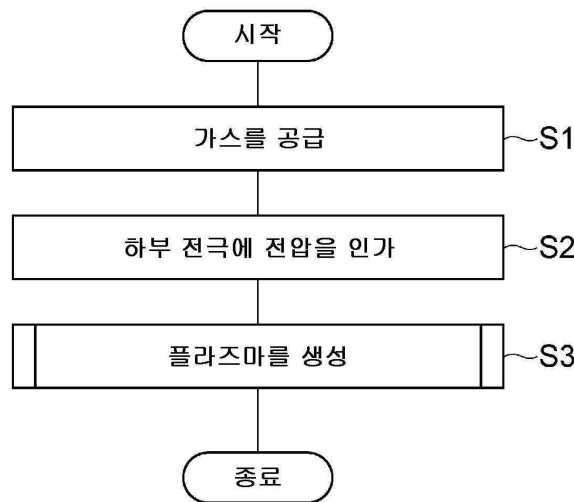 시작
가스를 공급
S1
하부 전극에 전압을 인가
S2
플라즈마를 생성
S3
종료